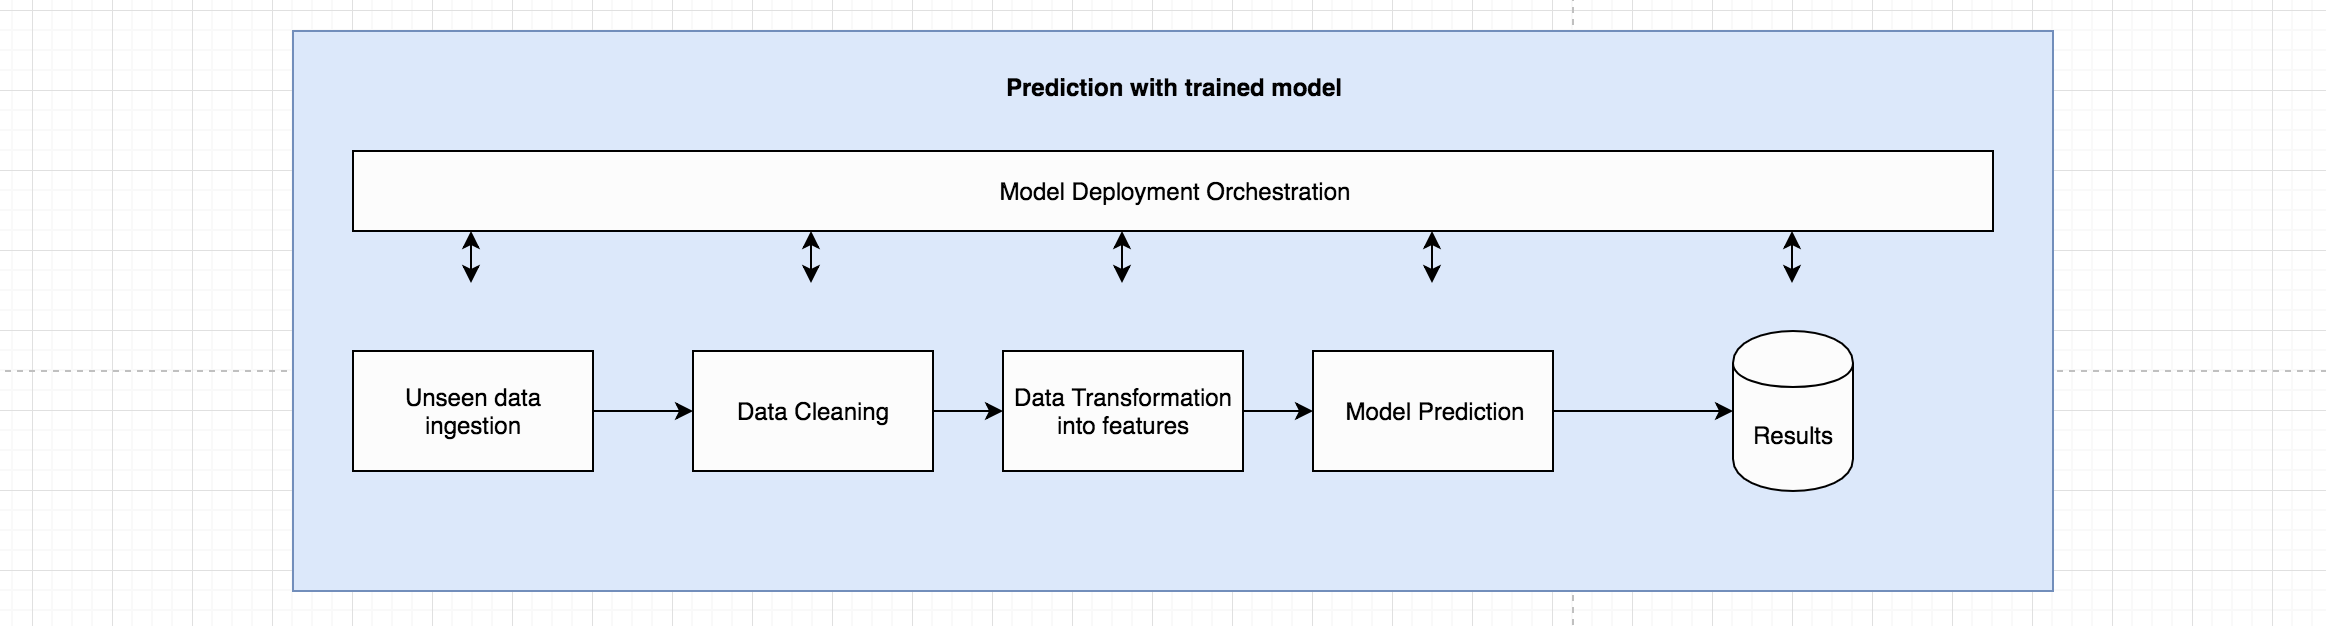 Prediction with trained model
Model Deployment Orchestration
Unseen data
ingestion
Data Cleaning
Data Transformation
into features
Model Prediction
Results